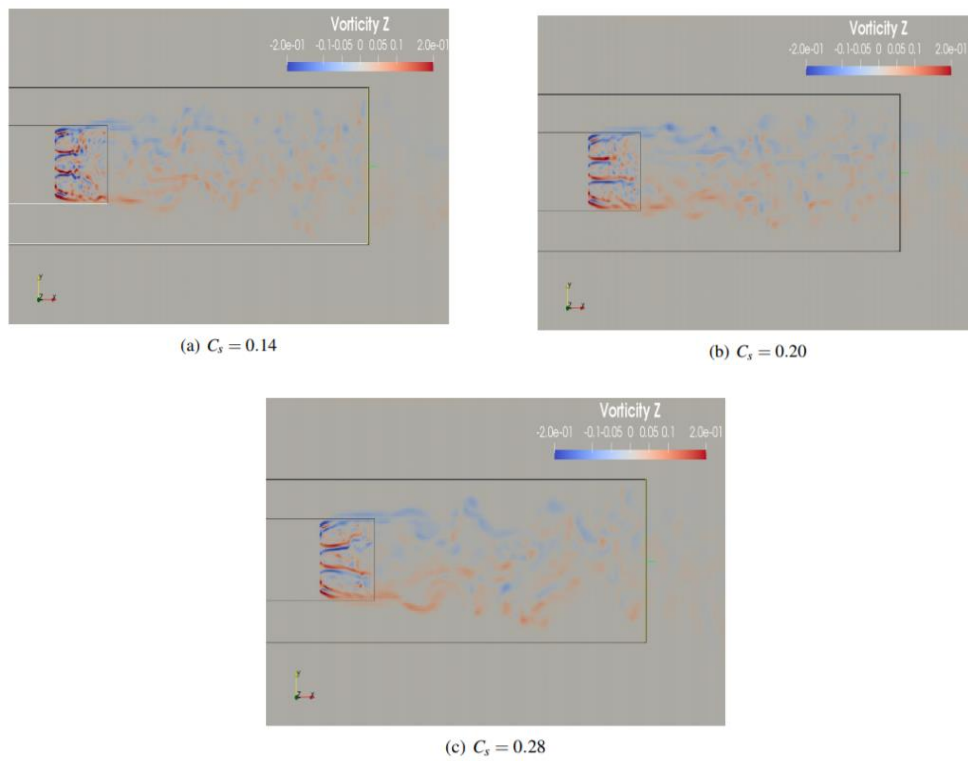 Vorticity Z
-2.0e-01 -0.1-0.05 0 0.05 0.1 2.0e-01
y
z x
(a) C_s = 0.14
Vorticity Z
-2.0e-01 -0.1-0.05 0 0.05 0.1 2.0e-01
y
z x
(b) C_s = 0.20
Vorticity Z
-2.0e-01 -0.1-0.05 0 0.05 0.1 2.0e-01
y
z x
(c) C_s = 0.28